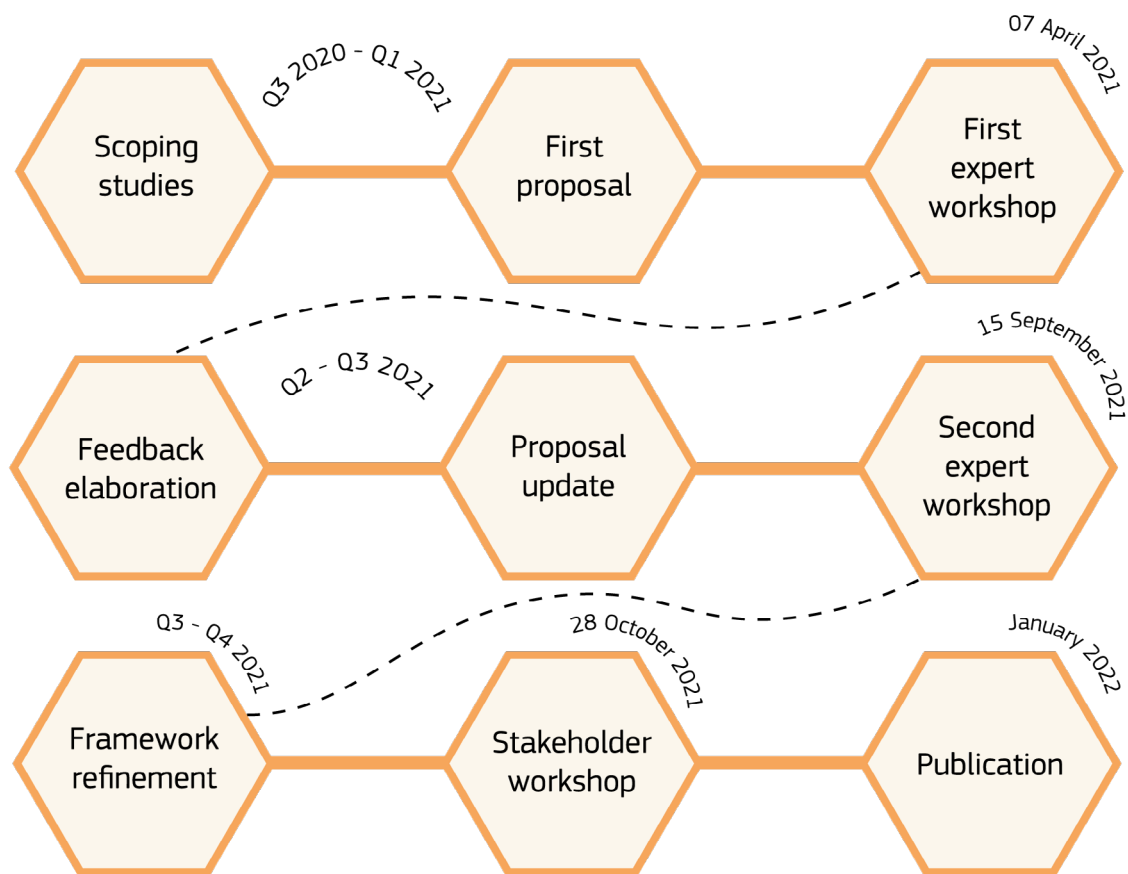 07 April 2021
Q3 2020 - Q1 2021
Scoping
studies
First
proposal
First
expert
workshop
15 September 2021
Q2 - Q3 2021
Feedback
elaboration
Proposal
update
Second
expert
workshop
Q3 - Q4 2021
28 October 2021
January 2022
Framework
refinement
Stakeholder
workshop
Publication